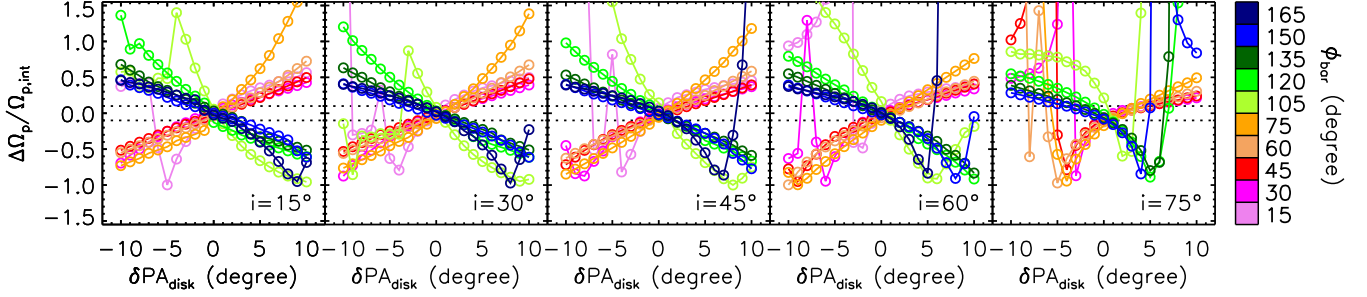 1.5
1.0
0.5
0.0
−0.5
−1.0
−1.5
ΔΩp/Ωp,int
i=15°
i=30°
i=45°
i=60°
i=75°
−10 −5 0 5 10
−10 −5 0 5 10
−10 −5 0 5 10
−10 −5 0 5 10
−10 −5 0 5 10
δPAdisk (degree)
δPAdisk (degree)
δPAdisk (degree)
δPAdisk (degree)
δPAdisk (degree)
165
150
135
120
105
75
60
45
30
15
ϕbar (degree)